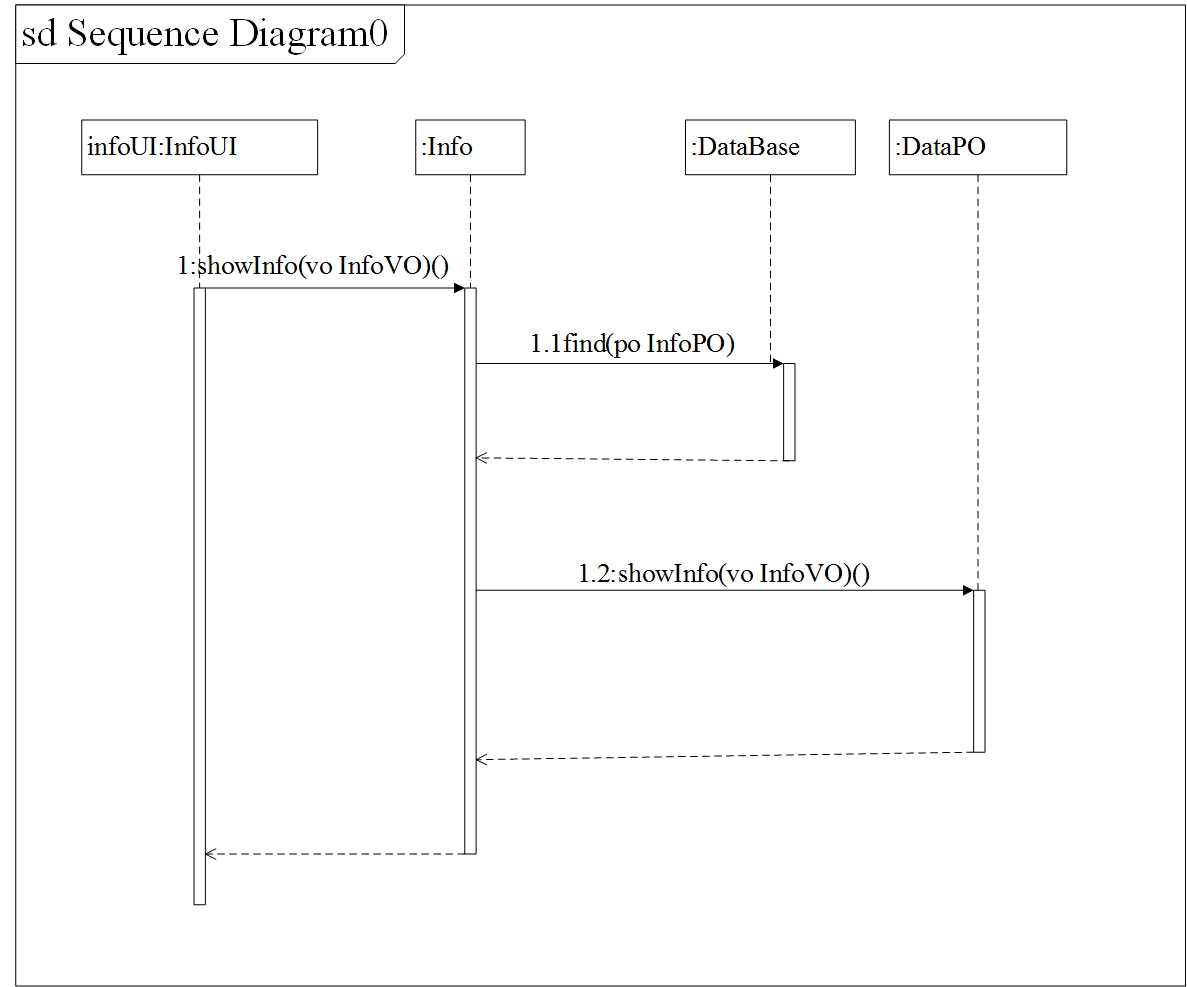 sd Sequence Diagram0
infoUI:InfoUI
:Info
:DataBase
:DataPO
1:showInfo(vo InfoVO)()
1.1find(po InfoPO)
1.2:showInfo(vo InfoVO)()